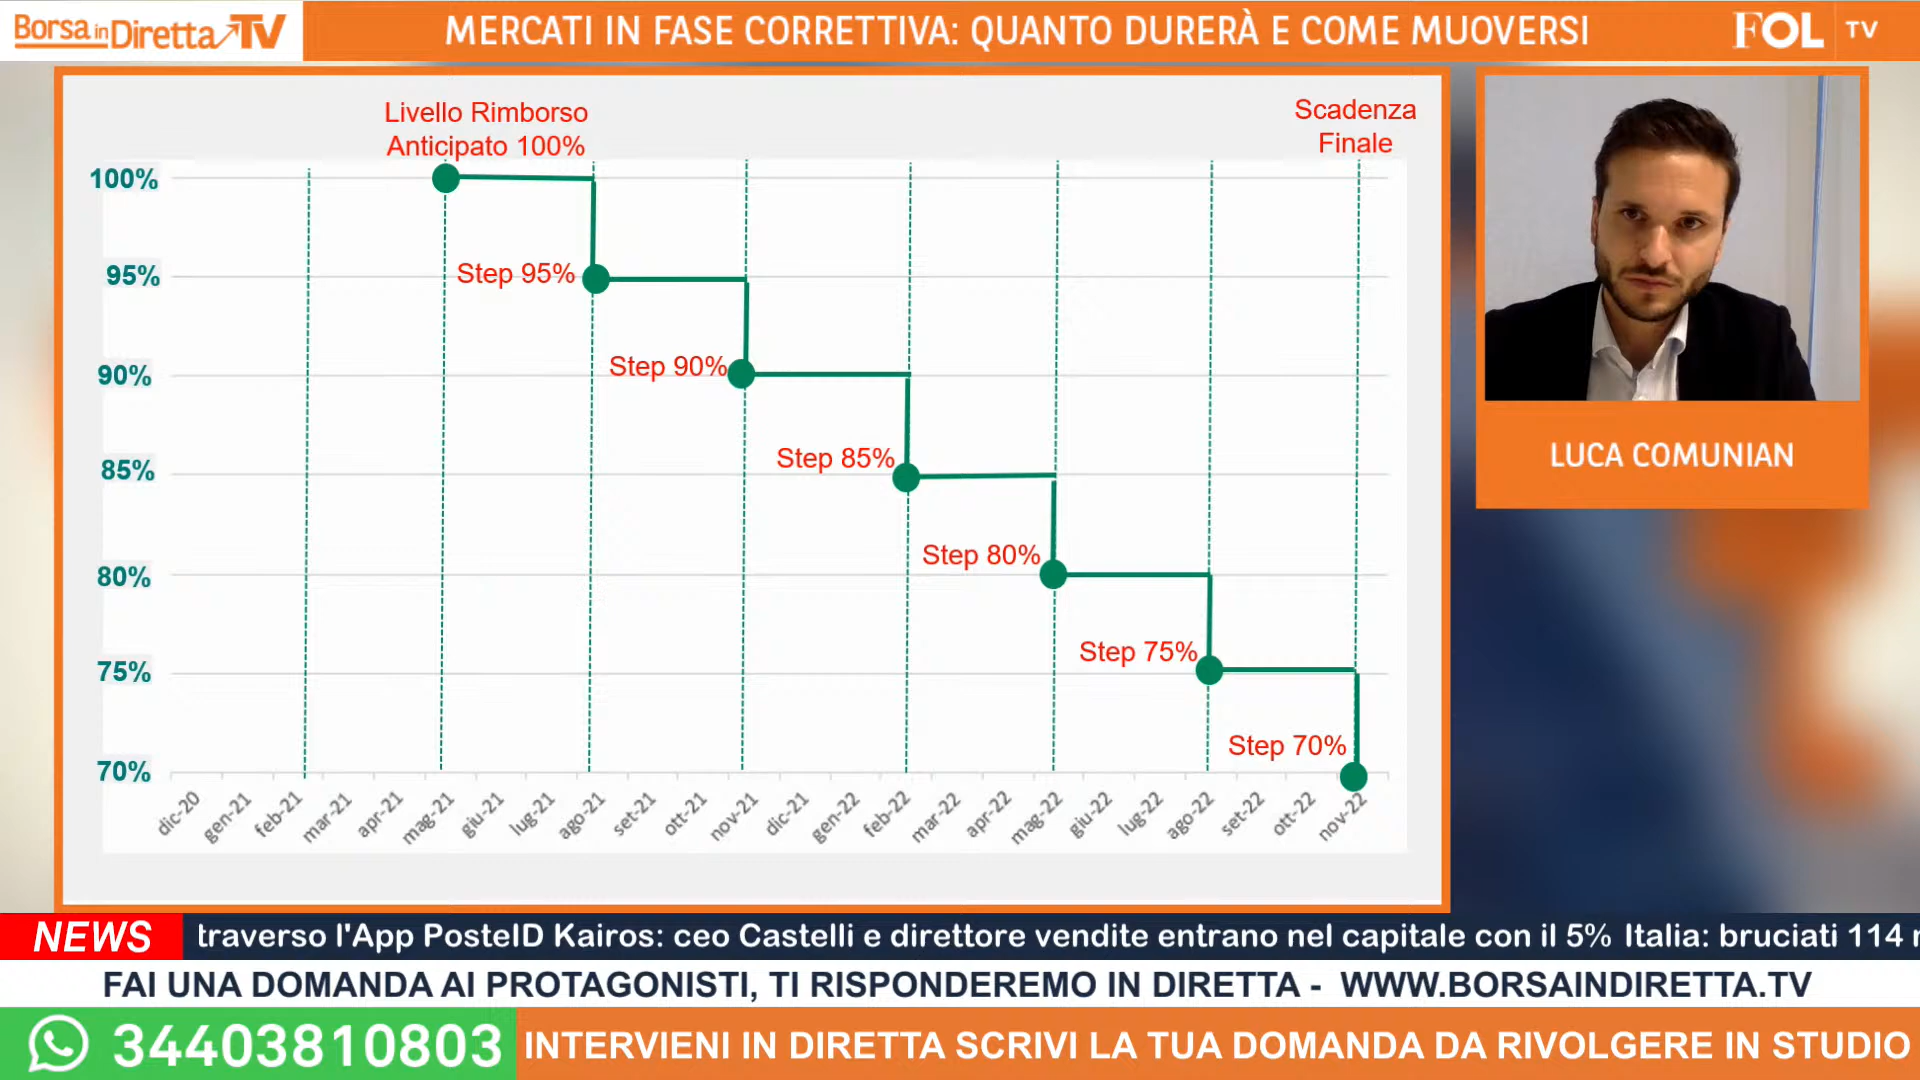 Borsa in Diretta TV
MERCATI IN FASE CORRETTIVA: QUANTO DURERÀ E COME MUOVERSI
FOL TV
Livello Rimborso
Anticipato 100%
Scadenza
Finale
100%
95%
90%
85%
80%
75%
70%
Step 95%
Step 90%
Step 85%
Step 80%
Step 75%
Step 70%
dic-20
gen-21
feb-21
mar-21
apr-21
mag-21
giu-21
lug-21
ago-21
set-21
ott-21
nov-21
dic-21
gen-22
feb-22
mar-22
apr-22
mag-22
giu-22
lug-22
ago-22
set-22
ott-22
nov-22
LUCA COMUNIAN
NEWS
traverso l'App PosteID Kairos: ceo Castelli e direttore vendite entrano nel capitale con il 5% Italia: bruciati 114
FAI UNA DOMANDA AI PROTAGONISTI, TI RISPONDEREMO IN DIRETTA - WWW.BORSAINDIRETTA.TV
34403810803
INTERVIENI IN DIRETTA SCRIVI LA TUA DOMANDA DA RIVOLGERE IN STUDIO